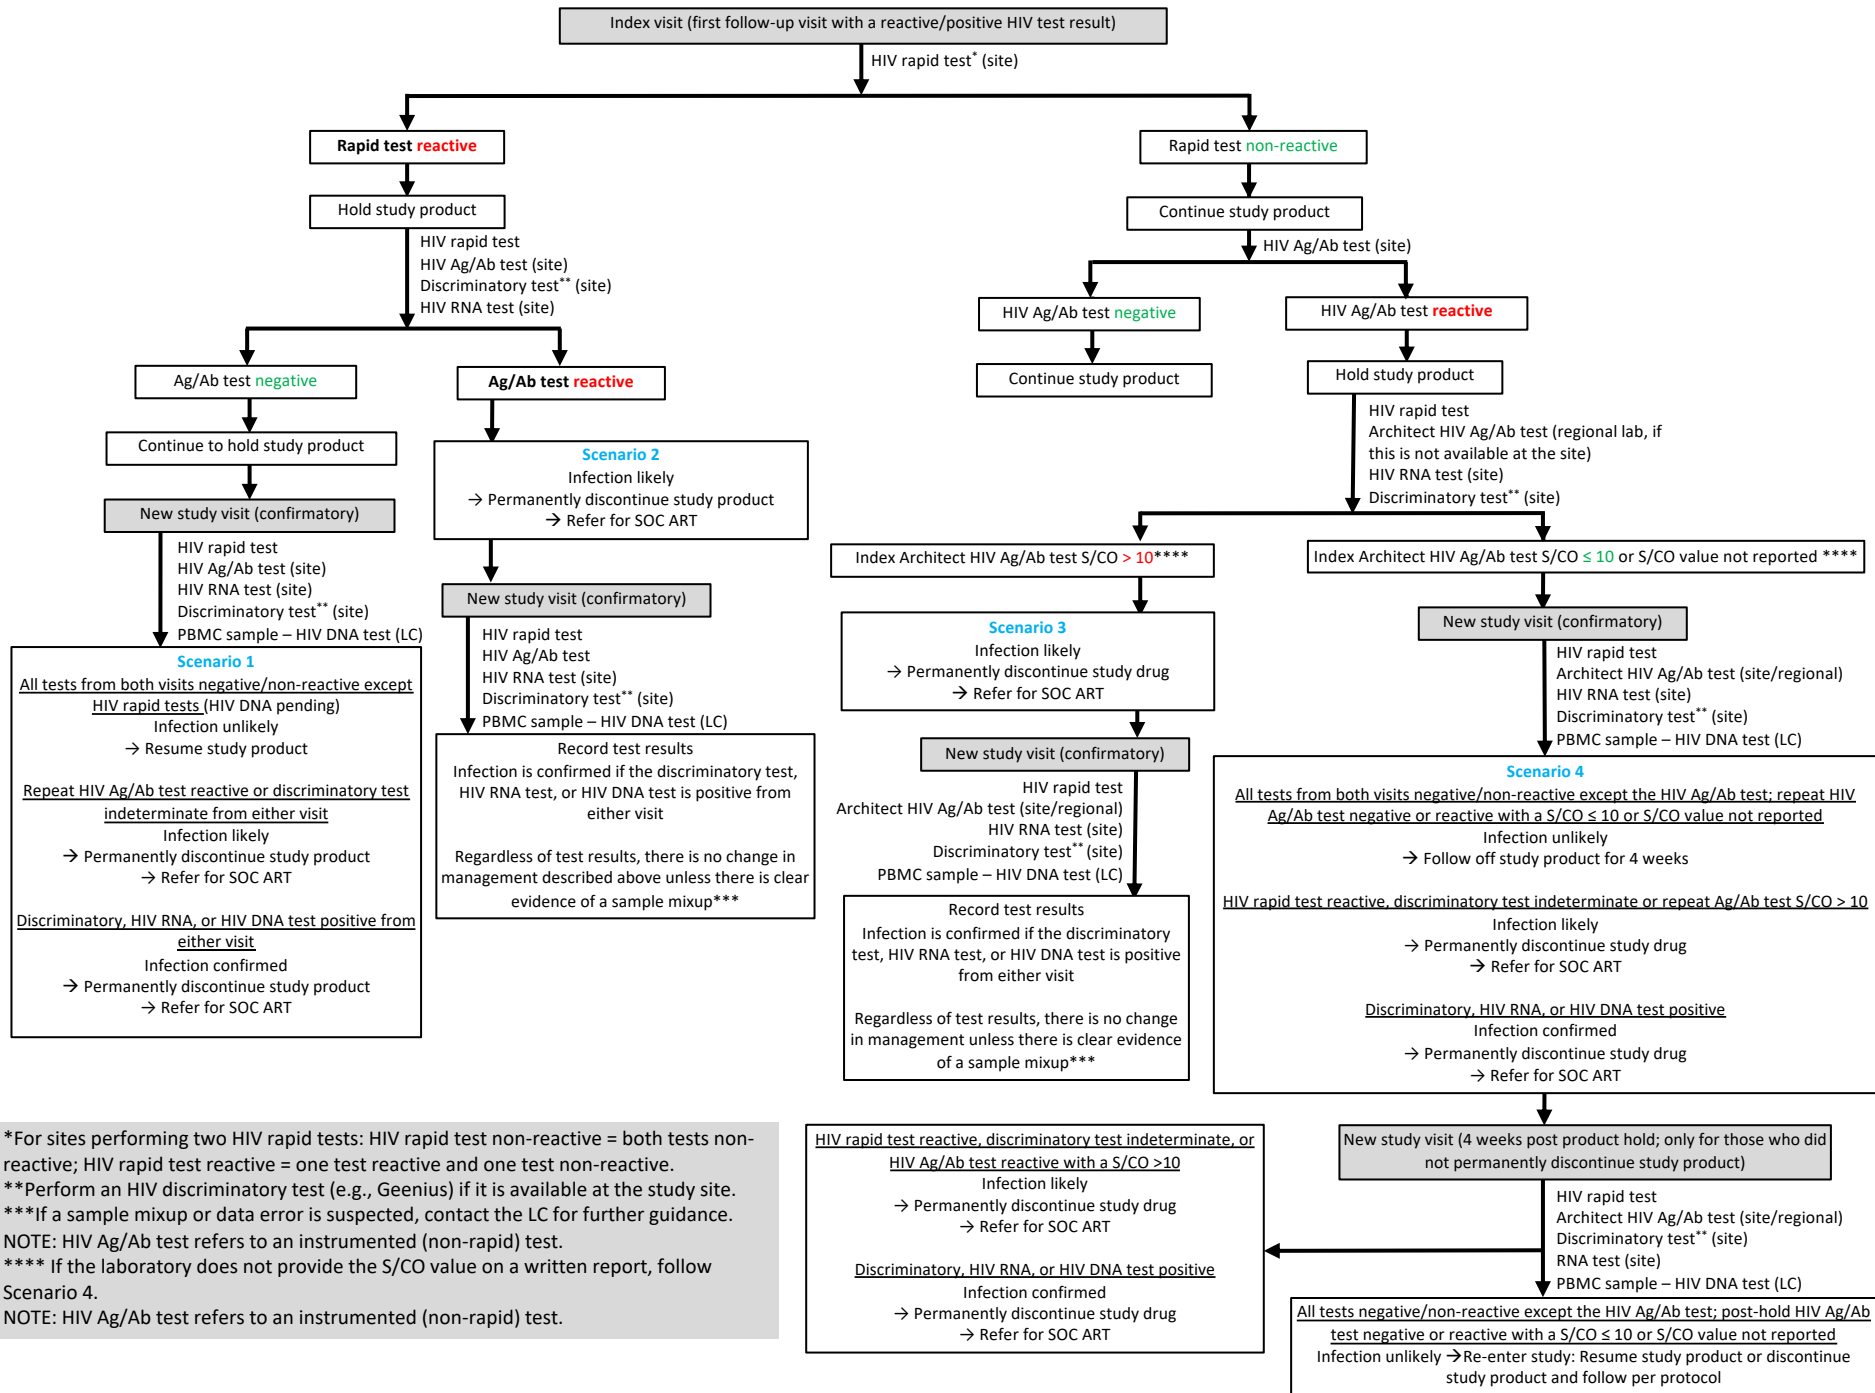 Index visit (first follow-up visit with a reactive/positive HIV test result)
HIV rapid test* (site)
Rapid test reactive
Hold study product
HIV rapid test
HIV Ag/Ab test (site)
Discriminatory test** (site)
HIV RNA test (site)
Ag/Ab test negative
Continue to hold study product
New study visit (confirmatory)
HIV rapid test
HIV Ag/Ab test (site)
HIV RNA test (site)
Discriminatory test** (site)
PBMC sample – HIV DNA test (LC)
Scenario 1
All tests from both visits negative/non-reactive except
HIV rapid tests (HIV DNA pending)
Infection unlikely
→ Resume study product
Repeat HIV Ag/Ab test reactive or discriminatory test
indeterminate from either visit
Infection likely
→ Permanently discontinue study product
→ Refer for SOC ART
Discriminatory, HIV RNA, or HIV DNA test positive from
either visit
Infection confirmed
→ Permanently discontinue study product
→ Refer for SOC ART
Ag/Ab test reactive
Scenario 2
Infection likely
→ Permanently discontinue study product
→ Refer for SOC ART
New study visit (confirmatory)
HIV rapid test
HIV Ag/Ab test
HIV RNA test (site)
Discriminatory test** (site)
PBMC sample – HIV DNA test (LC)
Record test results
Infection is confirmed if the discriminatory test,
HIV RNA test, or HIV DNA test is positive from
either visit
Regardless of test results, there is no change in
management described above unless there is clear
evidence of a sample mixup***
Rapid test non-reactive
Continue study product
HIV Ag/Ab test (site)
HIV Ag/Ab test negative
Continue study product
HIV Ag/Ab test reactive
Hold study product
HIV rapid test
Architect HIV Ag/Ab test (regional lab, if
this is not available at the site)
HIV RNA test (site)
Discriminatory test** (site)
Index Architect HIV Ag/Ab test S/CO > 10****
Scenario 3
Infection likely
→ Permanently discontinue study drug
→ Refer for SOC ART
New study visit (confirmatory)
HIV rapid test
Architect HIV Ag/Ab test (site/regional)
HIV RNA test (site)
Discriminatory test** (site)
PBMC sample – HIV DNA test (LC)
Record test results
Infection is confirmed if the discriminatory
test, HIV RNA test, or HIV DNA test is positive
from either visit
Regardless of test results, there is no change
in management unless there is clear evidence
of a sample mixup***
Index Architect HIV Ag/Ab test S/CO ≤ 10 or S/CO value not reported ****
New study visit (confirmatory)
HIV rapid test
Architect HIV Ag/Ab test (site/regional)
HIV RNA test (site)
Discriminatory test** (site)
PBMC sample – HIV DNA test (LC)
Scenario 4
All tests from both visits negative/non-reactive except the HIV Ag/Ab test; repeat HIV
Ag/Ab test negative or reactive with a S/CO ≤ 10 or S/CO value not reported
Infection unlikely
→ Follow off study product for 4 weeks
HIV rapid test reactive, discriminatory test indeterminate or repeat Ag/Ab test S/CO > 10
Infection likely
→ Permanently discontinue study drug
→ Refer for SOC ART
Discriminatory, HIV RNA, or HIV DNA test positive
Infection confirmed
→ Permanently discontinue study drug
→ Refer for SOC ART
New study visit (4 weeks post product hold; only for those who did
not permanently discontinue study product)
HIV rapid test
Architect HIV Ag/Ab test (site/regional)
Discriminatory test** (site)
RNA test (site)
PBMC sample – HIV DNA test (LC)
HIV rapid test reactive, discriminatory test indeterminate, or
HIV Ag/Ab test reactive with a S/CO >10
Infection likely
→ Permanently discontinue study drug
→ Refer for SOC ART
Discriminatory, HIV RNA, or HIV DNA test positive
Infection confirmed
→ Permanently discontinue study drug
→ Refer for SOC ART
All tests negative/non-reactive except the HIV Ag/Ab test; post-hold HIV Ag/Ab
test negative or reactive with a S/CO ≤ 10 or S/CO value not reported
Infection unlikely →Re-enter study: Resume study product or discontinue
study product and follow per protocol
*For sites performing two HIV rapid tests: HIV rapid test non-reactive = both tests non-
reactive; HIV rapid test reactive = one test reactive and one test non-reactive.
**Perform an HIV discriminatory test (e.g., Geenius) if it is available at the study site.
***If a sample mixup or data error is suspected, contact the LC for further guidance.
NOTE: HIV Ag/Ab test refers to an instrumented (non-rapid) test.
**** If the laboratory does not provide the S/CO value on a written report, follow
Scenario 4.
NOTE: HIV Ag/Ab test refers to an instrumented (non-rapid) test.